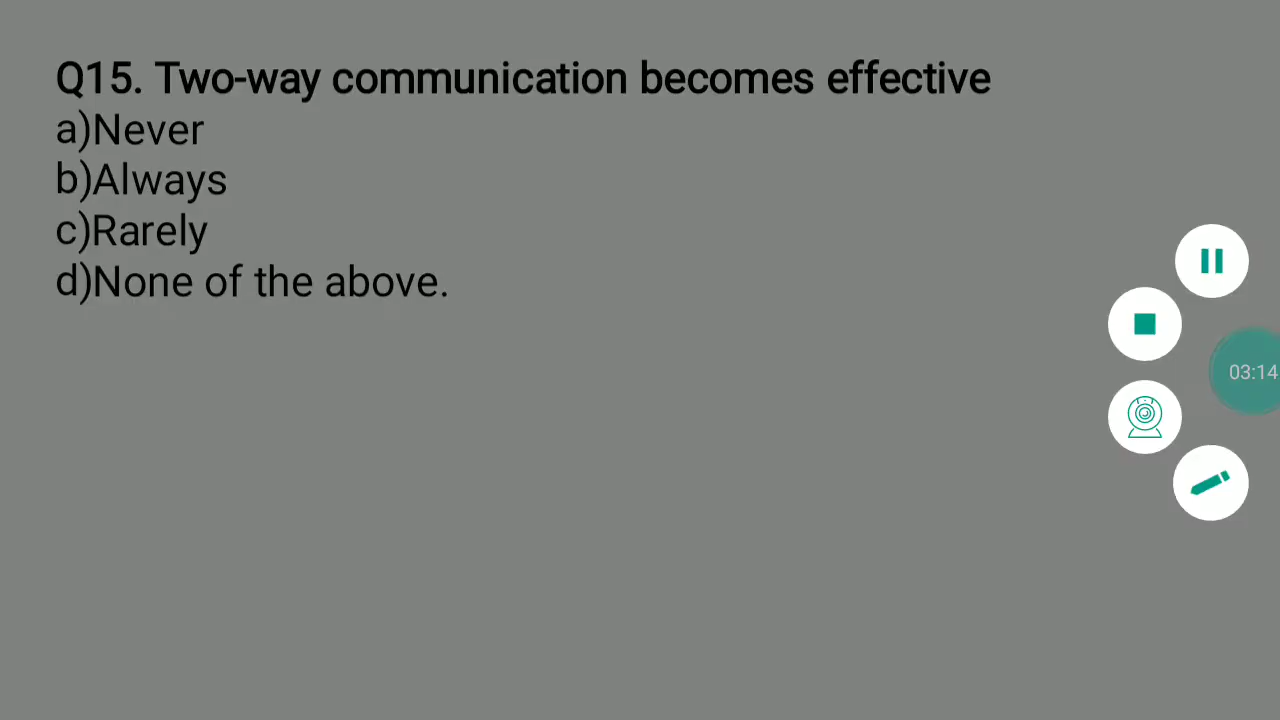 Q15. Two-way communication becomes effective
a)Never
b)Always
c)Rarely
d)None of the above.
03:14